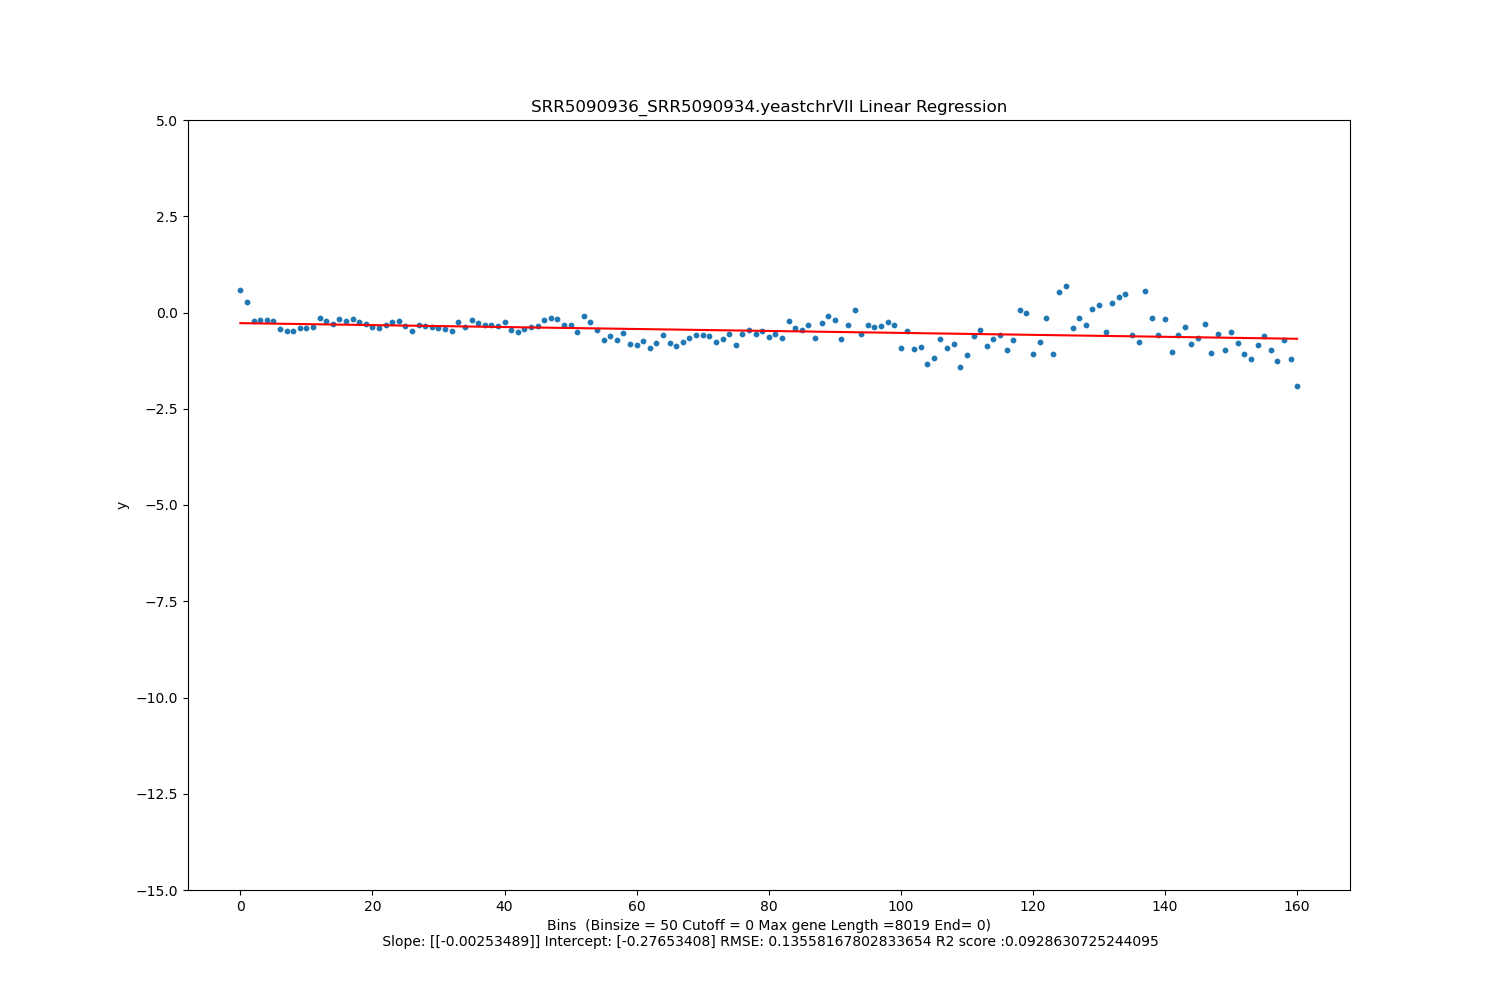 SRR5090936_SRR5090934.yeastchrVII Linear Regression
5.0
2.5
0.0
−2.5
−5.0
−7.5
−10.0
−12.5
−15.0
y
0 20 40 60 80 100 120 140 160
Bins  (Binsize = 50 Cutoff = 0 Max gene Length =8019 End= 0)
Slope: [[-0.00253489]] Intercept: [-0.27653408] RMSE: 0.13558167802833654 R2 score :0.0928630725244095